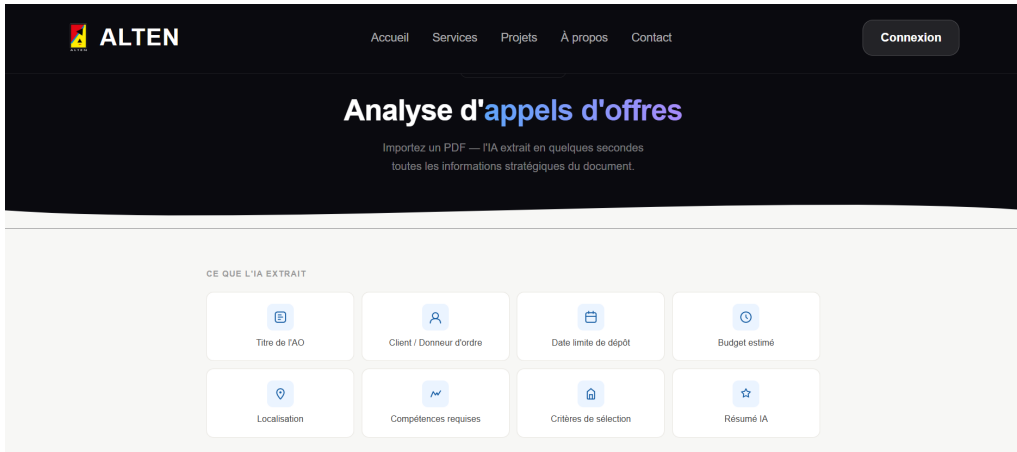 ALTEN
ALTEN
Accueil
Services
Projets
À propos
Contact
Connexion
Analyse d'appels d'offres
Importez un PDF — l'IA extrait en quelques secondes
toutes les informations stratégiques du document.
CE QUE L'IA EXTRAIT
Titre de l'AO
Client / Donneur d'ordre
Date limite de dépôt
Budget estimé
Localisation
Compétences requises
Critères de sélection
Résumé IA